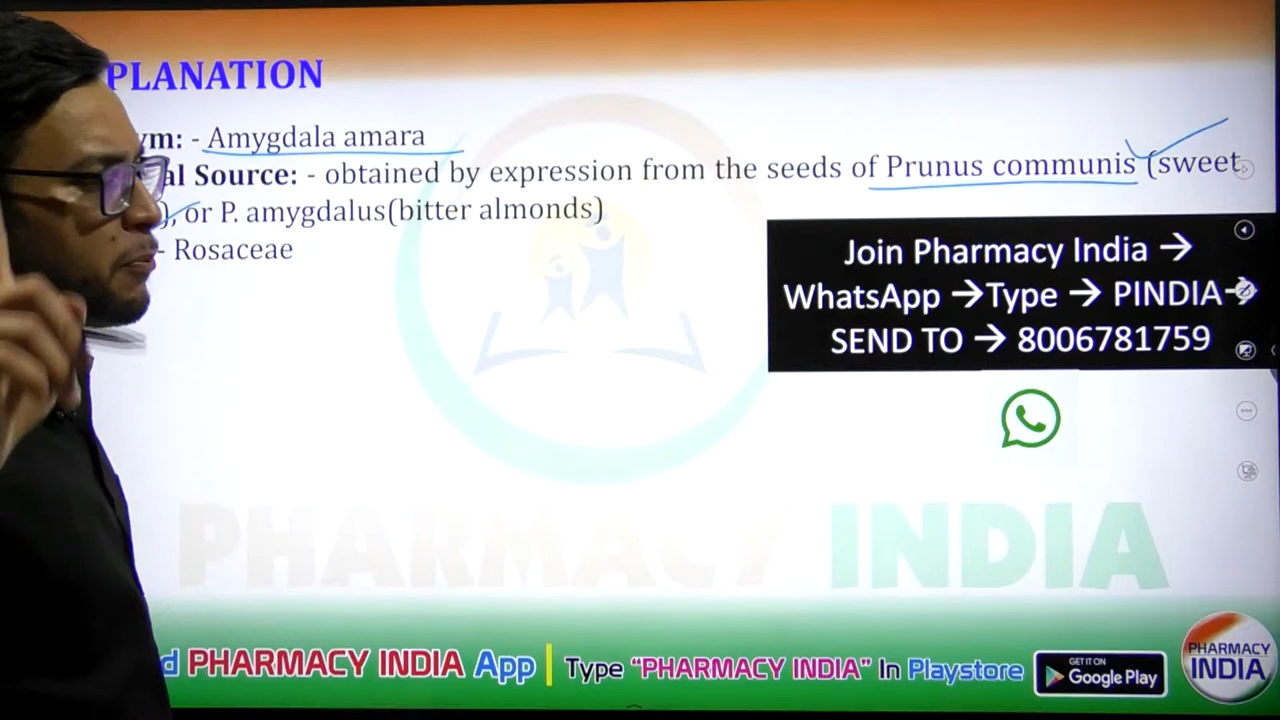 PLANATION
ym: - Amygdala amara
al Source: - obtained by expression from the seeds of Prunus communis (sweet
), or P. amygdalus(bitter almonds)
- Rosaceae
Join Pharmacy India →
WhatsApp →Type → PINDIA→
SEND TO → 8006781759
PHARMACY INDIA
d PHARMACY INDIA App | Type “PHARMACY INDIA” In Playstore
GET IT ON
Google Play
PHARMACY
INDIA